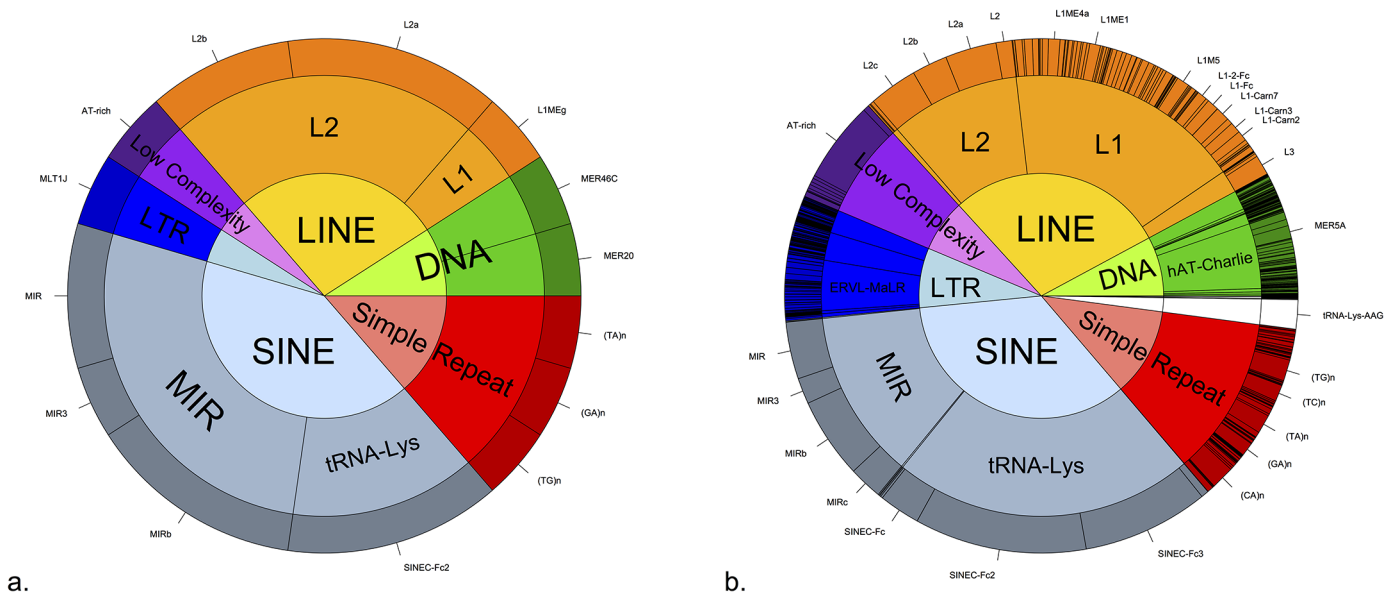 L2a
L2b
L1MEg
AT-rich
MLT1J
MER46C
MER20
MIR
(TA)n
MIR3
(GA)n
MIRb
(TG)n
SINEC-Fc2
L2
L1
Low Complexity
LTR
LINE
DNA
SINE
Simple Repeat
MIR
tRNA-Lys
a.
L2
L1ME4a
L1ME1
L2a
L2b
L2c
L1M5
L1-2-Fc
L1-Fc
L1-Carn7
L1-Carn3
L1-Carn2
L3
AT-rich
MER5A
tRNA-Lys-AAG
MIR
(TG)n
MIR3
(TC)n
MIRb
(TA)n
(GA)n
MIRc
(CA)n
SINEC-Fc
SINEC-Fc3
SINEC-Fc2
L2
L1
Low Complexity
LINE
DNA
hAT-Charlie
ERVL-MaLR
LTR
SINE
Simple Repeat
MIR
tRNA-Lys
b.